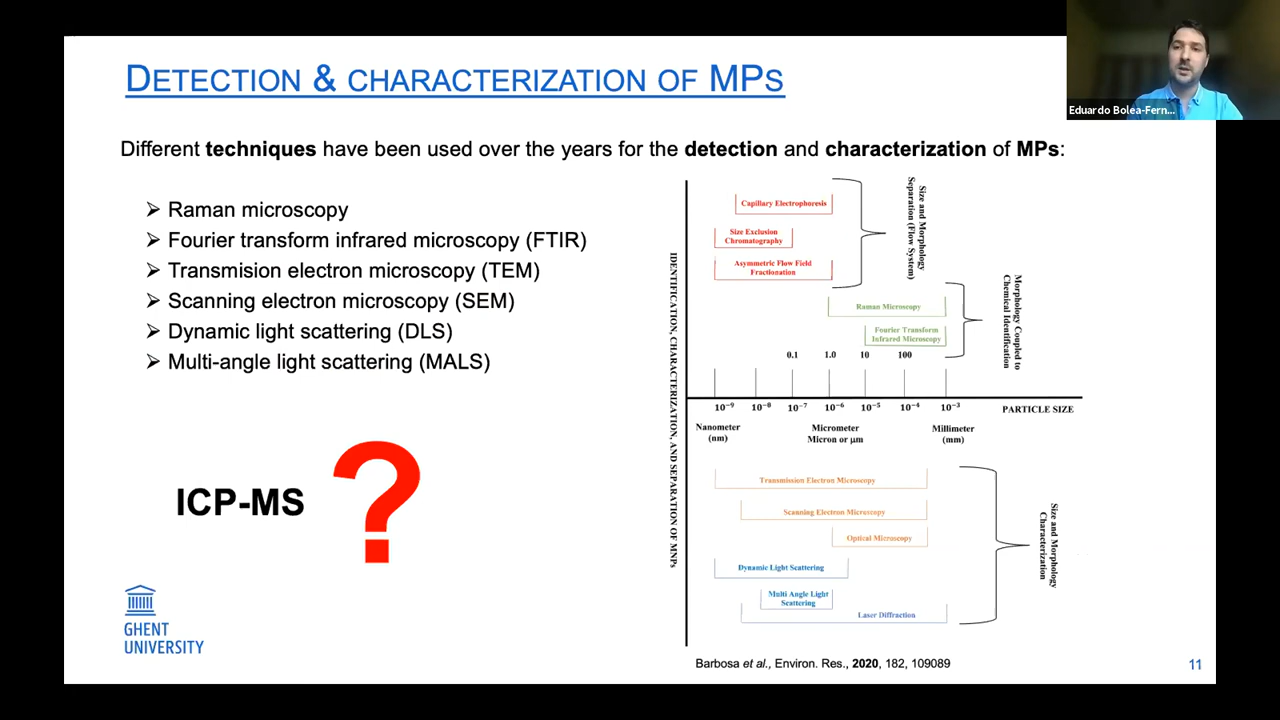 DETECTION & CHARACTERIZATION OF MPS
Eduardo Bolea-Fern...
Different techniques have been used over the years for the detection and characterization of MPs:
➢ Raman microscopy
➢ Fourier transform infrared microscopy (FTIR)
➢ Transmision electron microscopy (TEM)
➢ Scanning electron microscopy (SEM)
➢ Dynamic light scattering (DLS)
➢ Multi-angle light scattering (MALS)
ICP-MS ?
GHENT
UNIVERSITY
IDENTIFICATION, CHARACTERIZATION, AND SEPARATION OF MNPs
Capillary Electrophoresis
Size Exclusion
Chromatography
Asymmetric Flow Field
Fractionation
Size and Morphology
Separation (Flow System)
Raman Microscopy
Fourier Transform
Infrared Microscopy
Morphology Coupled to
Chemical Identification
0.1 1.0 10 100 10
10⁻⁹ 10⁻⁸ 10⁻⁷ 10⁻⁶ 10⁻⁵ 10⁻⁴ 10⁻³ PARTICLE SIZE
Nanometer
(nm)
Micrometer
Micron or µm
Millimeter
(mm)
Transmission Electron Microscopy
Scanning Electron Microscopy
Optical Microscopy
Dynamic Light Scattering
Multi Angle Light
Scattering
Laser Diffraction
Size and Morphology
Characterization
Barbosa et al., Environ. Res., 2020, 182, 109089
11